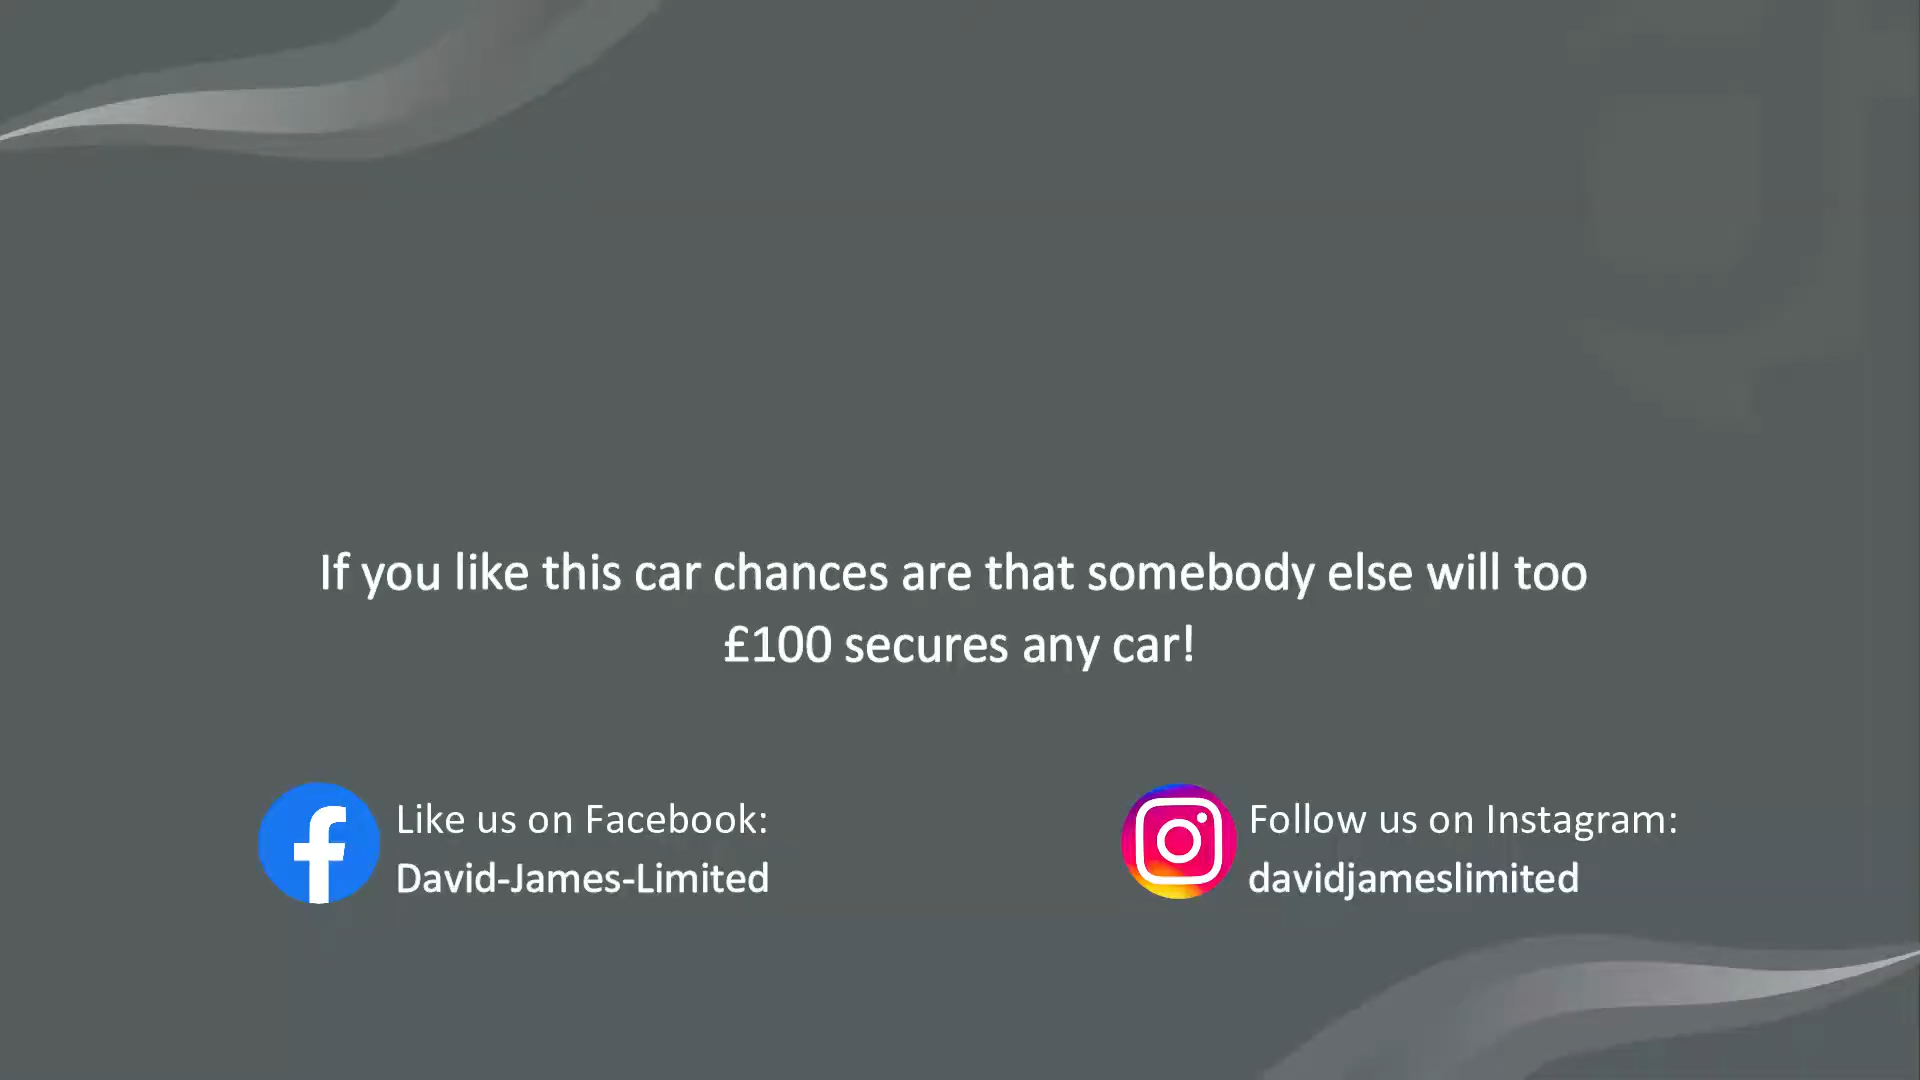 If you like this car chances are that somebody else will too
£100 secures any car!
Like us on Facebook:
David-James-Limited
Follow us on Instagram:
davidjameslimited